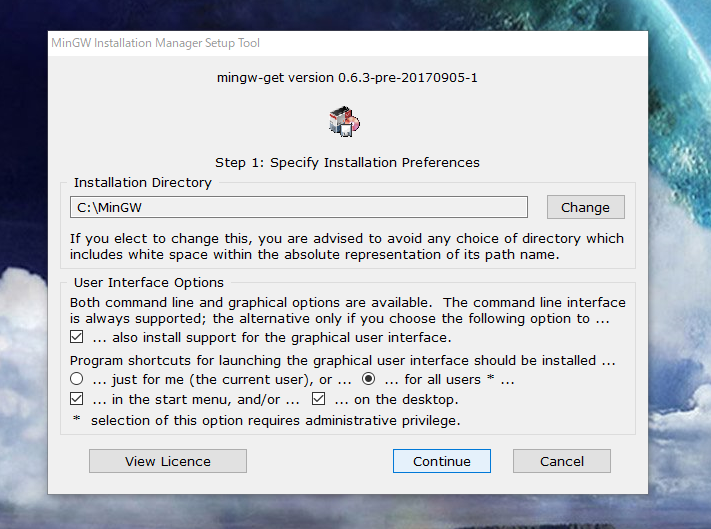 MinGW Installation Manager Setup Tool
mingw-get version 0.6.3-pre-20170905-1
Step 1: Specify Installation Preferences
Installation Directory
C:\MinGW
Change
If you elect to change this, you are advised to avoid any choice of directory which
includes white space within the absolute representation of its path name.
User Interface Options
Both command line and graphical options are available.  The command line interface
is always supported; the alternative only if you choose the following option to ...
... also install support for the graphical user interface.
Program shortcuts for launching the graphical user interface should be installed ...
... just for me (the current user), or ... ... for all users * ...
... in the start menu, and/or ... ... on the desktop.
* selection of this option requires administrative privilege.
View Licence Continue Cancel